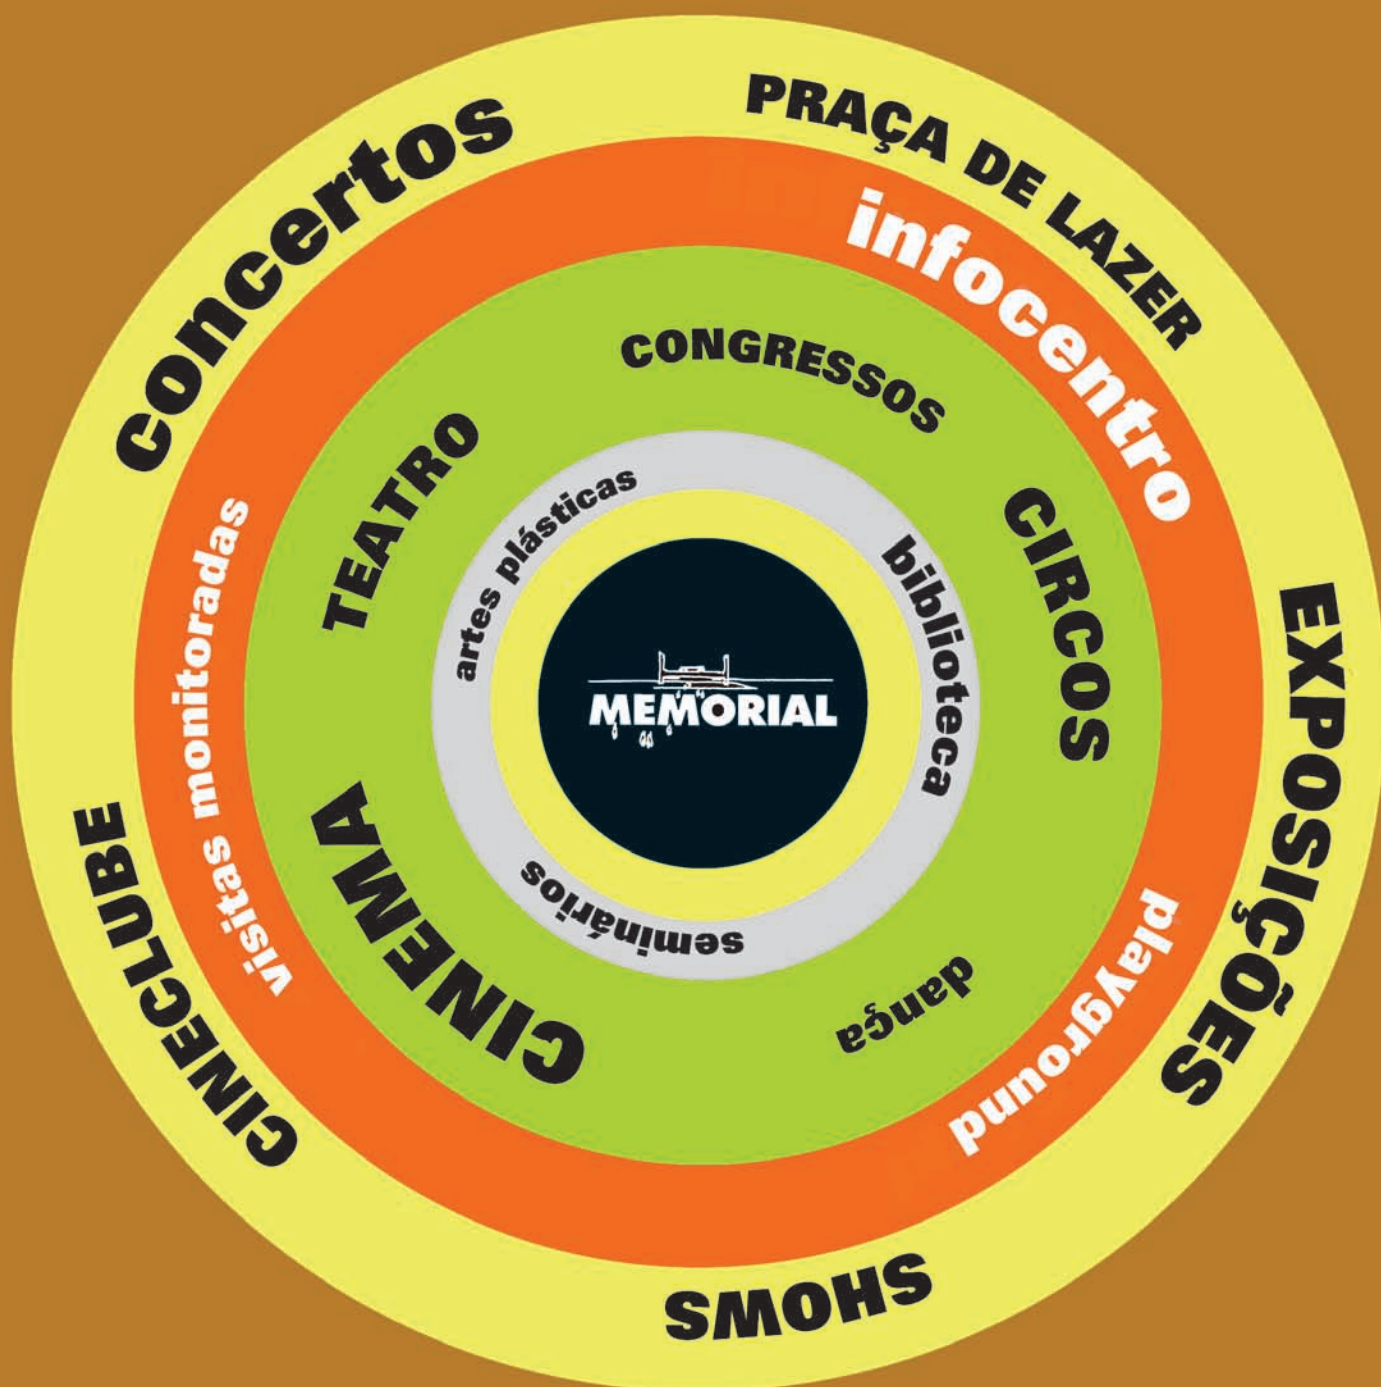 concertos
PRAÇA DE LAZER
EXPOSIÇÕES
SHOWS
CINECLUBE
infocentro
playground
visitas monitoradas
CONGRESSOS
CIRCOS
dança
CINEMA
TEATRO
artes plásticas
biblioteca
seminários
MEMORIAL